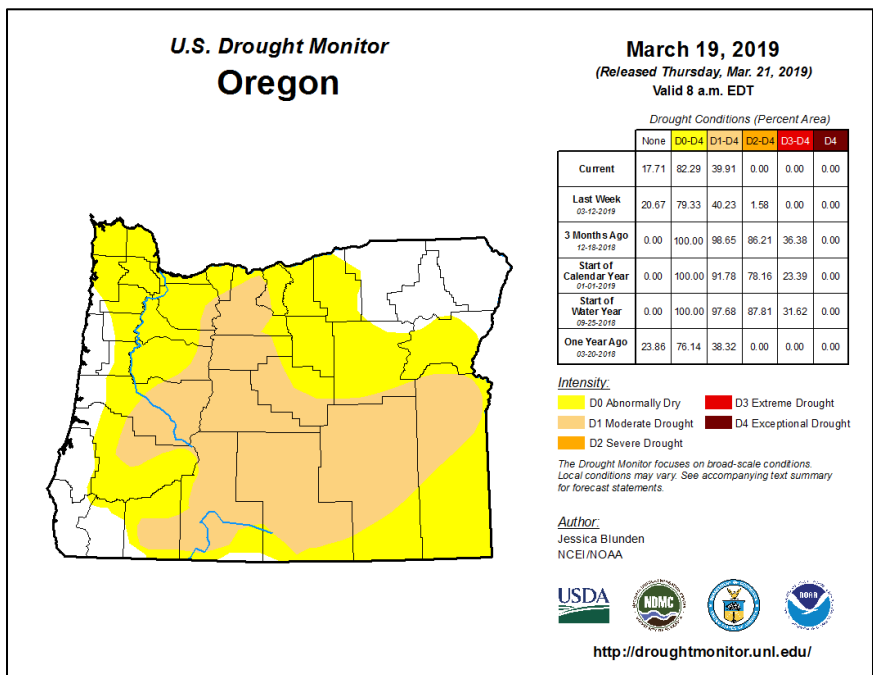 U.S. Drought Monitor
Oregon
March 19, 2019
(Released Thursday, Mar. 21, 2019)
Valid 8 a.m. EDT
Drought Conditions (Percent Area)
None D0-D4 D1-D4 D2-D4 D3-D4 D4
Current 17.71 82.29 39.91 0.00 0.00 0.00
Last Week
03-12-2019
20.67 79.33 40.23 1.58 0.00 0.00
3 Months Ago
12-18-2018
0.00 100.00 98.65 86.21 36.38 0.00
Start of
Calendar Year
01-01-2019
0.00 100.00 91.78 78.16 23.39 0.00
Start of
Water Year
09-25-2018
0.00 100.00 97.68 87.81 31.62 0.00
One Year Ago
03-20-2018
23.86 76.14 38.32 0.00 0.00 0.00
Intensity:
D0 Abnormally Dry
D1 Moderate Drought
D2 Severe Drought
D3 Extreme Drought
D4 Exceptional Drought
The Drought Monitor focuses on broad-scale conditions.
Local conditions may vary. See accompanying text summary
for forecast statements.
Author:
Jessica Blunden
NCEI/NOAA
USDA
NDMC
NOAA
http://droughtmonitor.unl.edu/